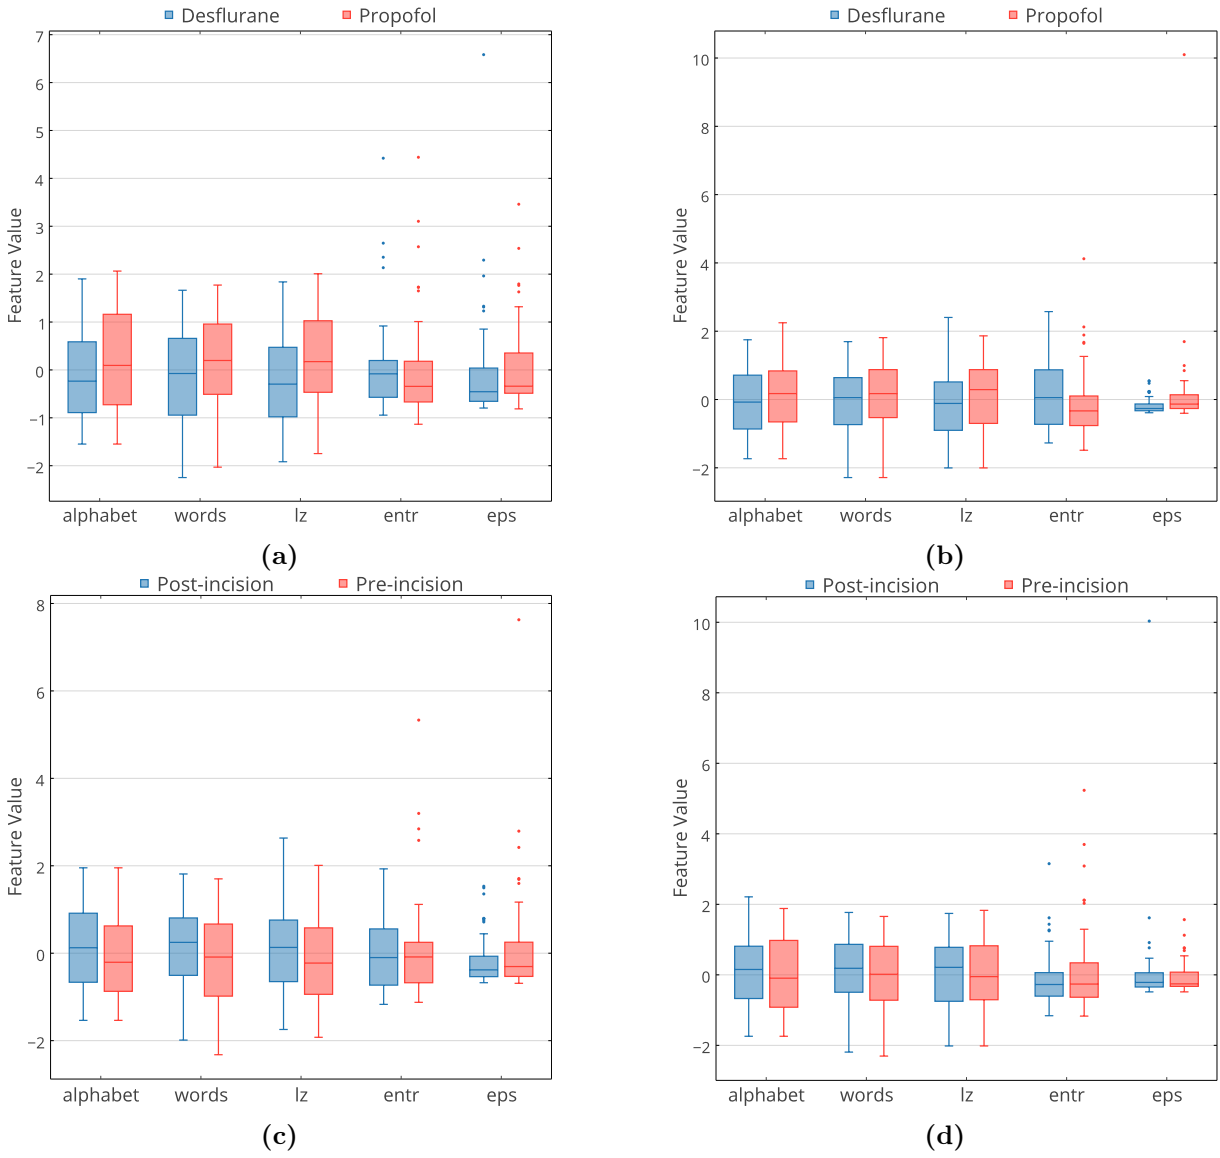 Desflurane Propofol
7
6
5
4
3
2
1
0
−1
−2
Feature Value
alphabet words lz entr eps
(a)
Desflurane Propofol
10
8
6
4
2
0
−2
Feature Value
alphabet words lz entr eps
(b)
Post-incision Pre-incision
8
6
4
2
0
−2
Feature Value
alphabet words lz entr eps
(c)
Post-incision Pre-incision
10
8
6
4
2
0
−2
Feature Value
alphabet words lz entr eps
(d)